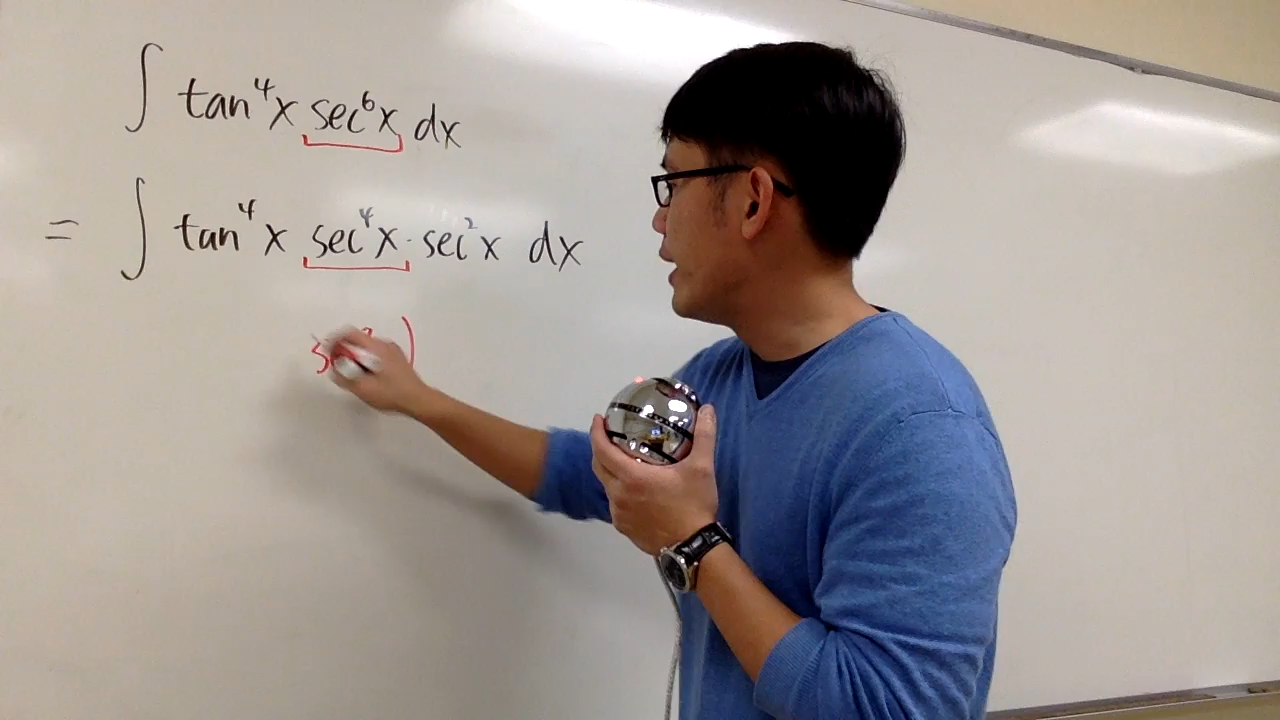 ∫ tan⁴x sec⁶x dx
= ∫ tan⁴x sec⁴x · sec²x dx